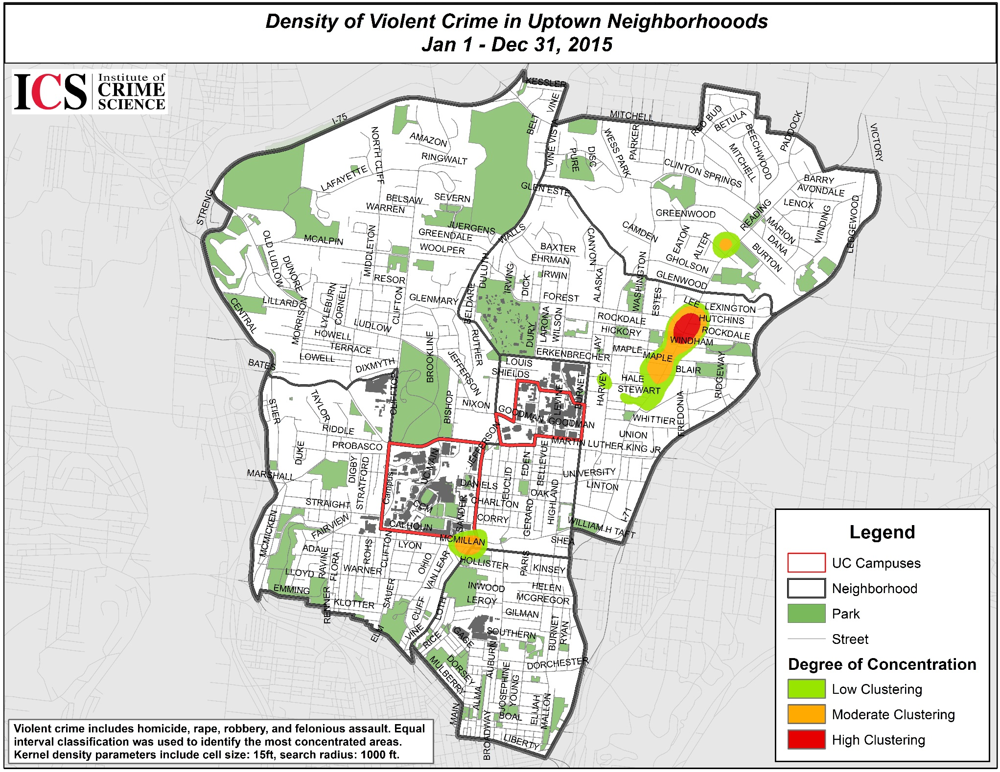 Density of Violent Crime in Uptown Neighborhooods
Jan 1 - Dec 31, 2015
ICS
Institute of
CRIME
SCIENCE
KESSLER
VINE
BELT
I-75
MITCHELL
RED BUD
BETULA
PADDOCK
VICTORY
NORTH CLIFF
AMAZON
RINGWALT
VINE VISTA
PURE
DISC
WESS PARK
PARKER
BEECHWOOD
MITCHELL
CLINTON SPRINGS
LAFAYETTE
BARRY
AVONDALE
LENOX
WINDING
LEDGEWOOD
GLEN ESTE
STRENG
BELSAW
SEVERN
WARREN
GREENWOOD
READING
MARION
DANA
BURTON
JUERGENS
GREENDALE
WOOLPER
WALLS
CAMDEN
EATON
ALTER
GHOLSON
GLENWOOD
CANYON
BAXTER
EHRMAN
IRWIN
MCALPIN
OLD LUDLOW
DUNORE
MIDDLETON
RESOR
DULUTH
IRVING
DICK
FOREST
ALASKA
WASHINGTON
ESTES
LEE
LEXINGTON
HUTCHINS
ROCKDALE
WINDHAM
CENTRAL
LILLARD
MORRISON
LYLEBURN
CORNELL
CLIFTON
GLENMARY
BELDARE
LARONA
WILSON
DURY
ROCKDALE
HICKORY
JAY
MAPLE
MAPLE
BLAIR
RIDGEWAY
LUDLOW
HOWELL
TERRACE
LOWELL
DIXMYTH
BATES
BROOKLINE
JEFFERSON
RUTHER
ERKENBRECHER
LOUIS
SHIELDS
HARVEY
HALE
STEWART
CLIFTOP
BISHOP
NIXON
GOODMAN
LEVINE
BURNET
GOODMAN
WHITTIER
FREDONIA
UNION
STIER
TAYLOR
RIDDLE
PROBASCO
DUKE
MARTIN LUTHER KING JR
JEFFERSON
MARSHALL
DIGBY
STRATFORD
Campus
UC MAIN
DANIELS
EUCLID
EDEN
BELLEVUE
UNIVERSITY
LINTON
OAK
HIGHLAND
STRAIGHT
FAIRVIEW
CCM
SANDER
CHARLTON
CORRY
GERARD
I-71
WILLIAM H TAFT
CALHOUN
MCMICKEN
ADAE
LYON
MCMILLAN
SHEA
RAVINE
FLORA
ROHS
CLIFTON
OHIO
VAN LEAR
HOLLISTER
PARIS
KINSEY
LLOYD
WARNER
EMMING
RENNER
KLOTTER
SAUER
INWOOD
HELEN
LEROY
MCGREGOR
GILMAN
CLIFF
LOTH
ELM
VINE
RICE
GAGE
SOUTHERN
BURNET
RYAN
MULBERRY
DORSEY
AUBURN
JOSEPHINE
YOUNG
DORCHESTER
ALMA
MAIN
BROADWAY
BOAL
ELIJAH
MALLON
LIBERTY
Legend
UC Campuses
Neighborhood
Park
Street
Degree of Concentration
Low Clustering
Moderate Clustering
High Clustering
Violent crime includes homicide, rape, robbery, and felonious assault. Equal
interval classification was used to identify the most concentrated areas.
Kernel density parameters include cell size: 15ft, search radius: 1000 ft.